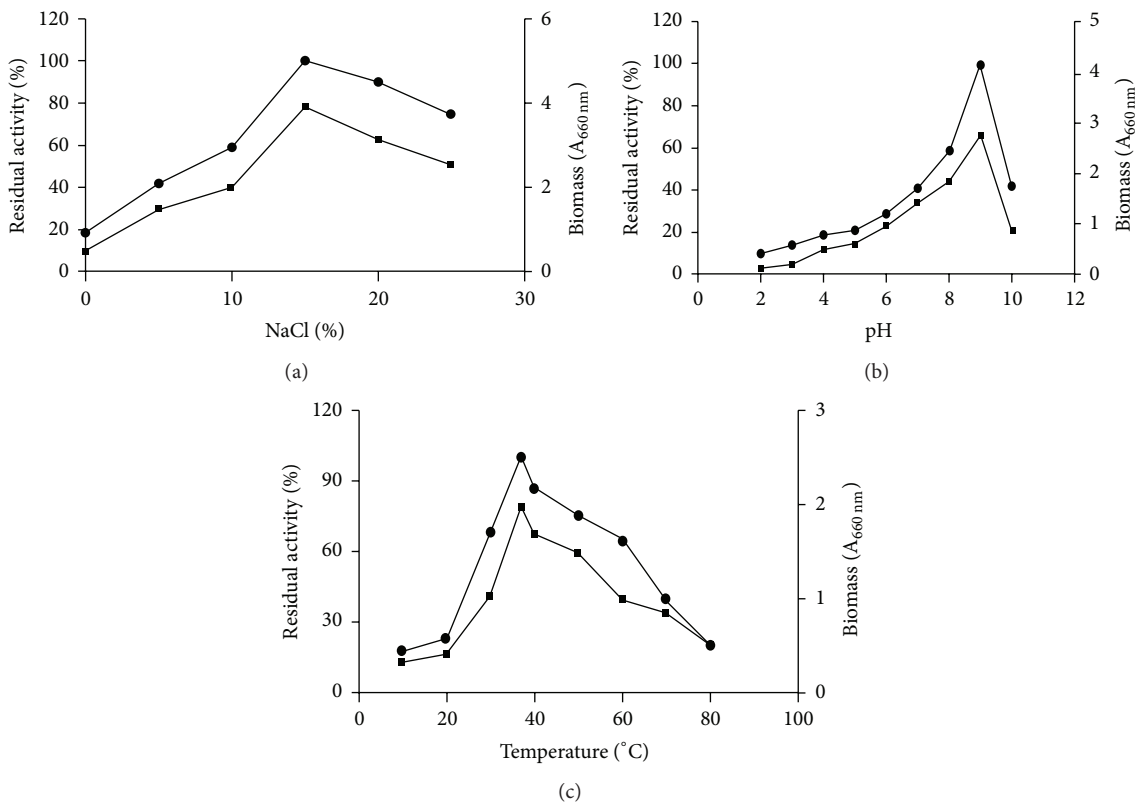 120
100
80
60
40
20
0
Residual activity (%)
6
4
2
0
Biomass (A660 nm)
0 10 20 30
NaCl (%)
(a)
120
100
80
60
40
20
0
Residual activity (%)
5
4
3
2
1
0
Biomass (A660 nm)
0 2 4 6 8 10 12
pH
(b)
120
90
60
30
0
Residual activity (%)
3
2
1
0
Biomass (A660 nm)
0 20 40 60 80 100
Temperature (°C)
(c)